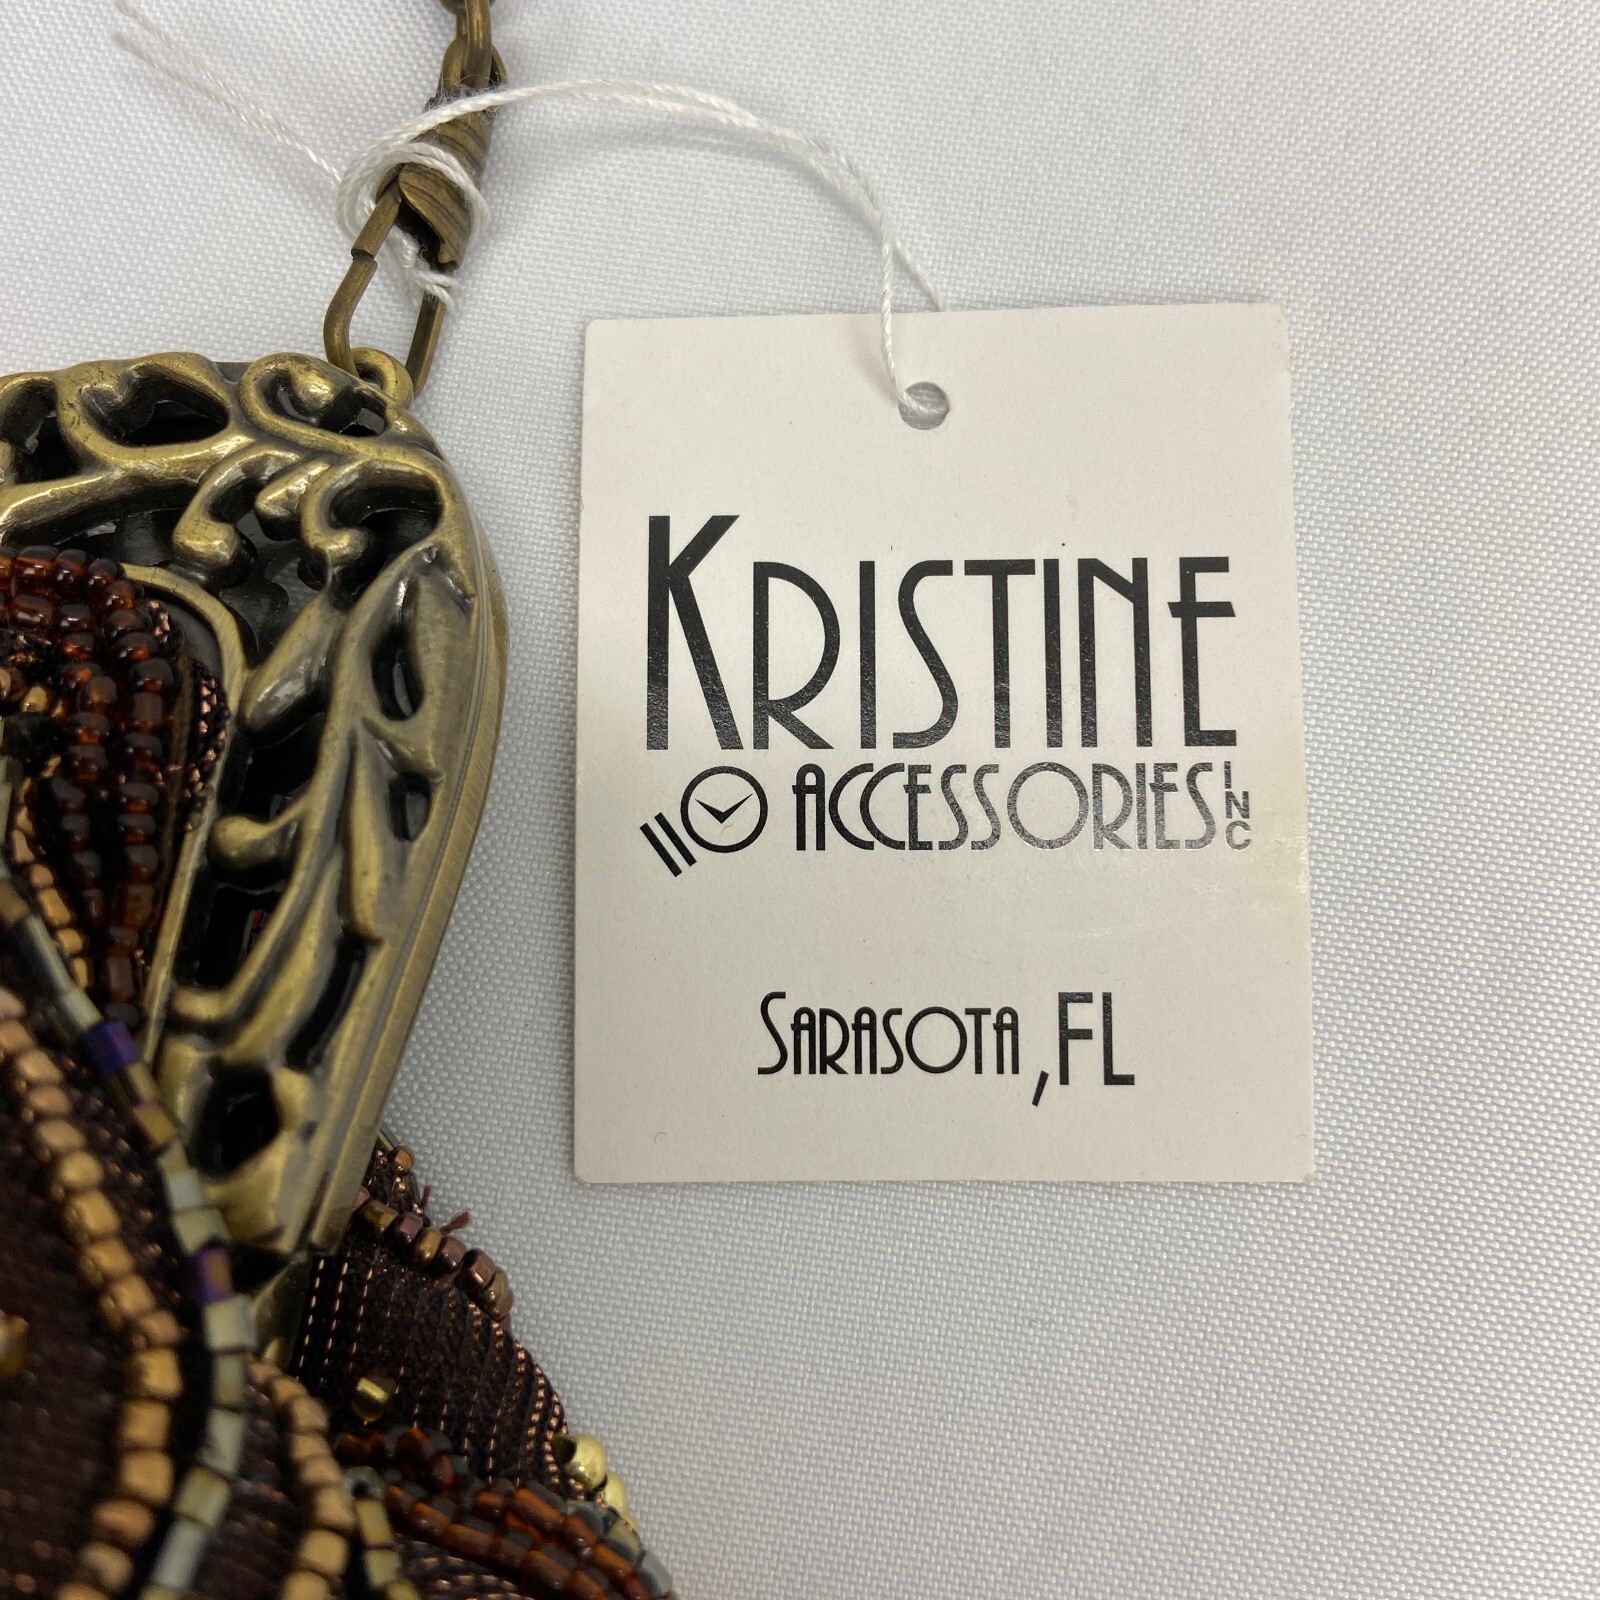 KRISTINE
ACCESSORIES INC
SARASOTA, FL